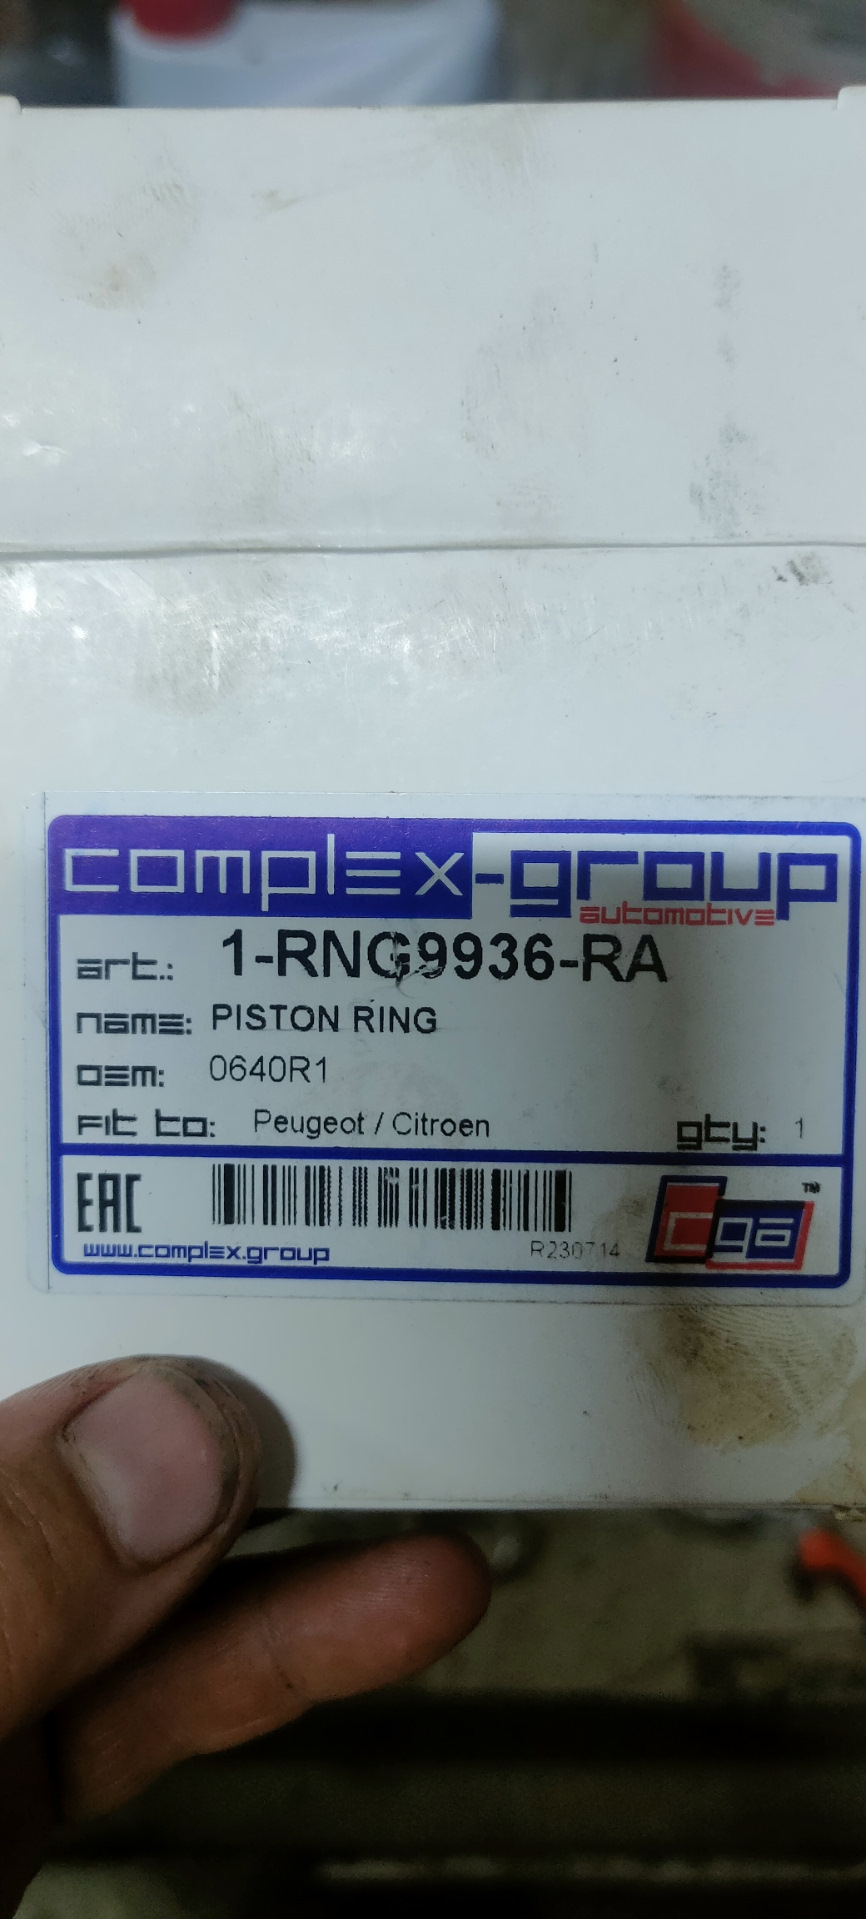 complex-group
automotive
art.: 1-RNG9936-RA
name: PISTON RING
oem: 0640R1
Fit to: Peugeot / Citroen qty: 1
EAC
www.complex.group R230714
cga ™